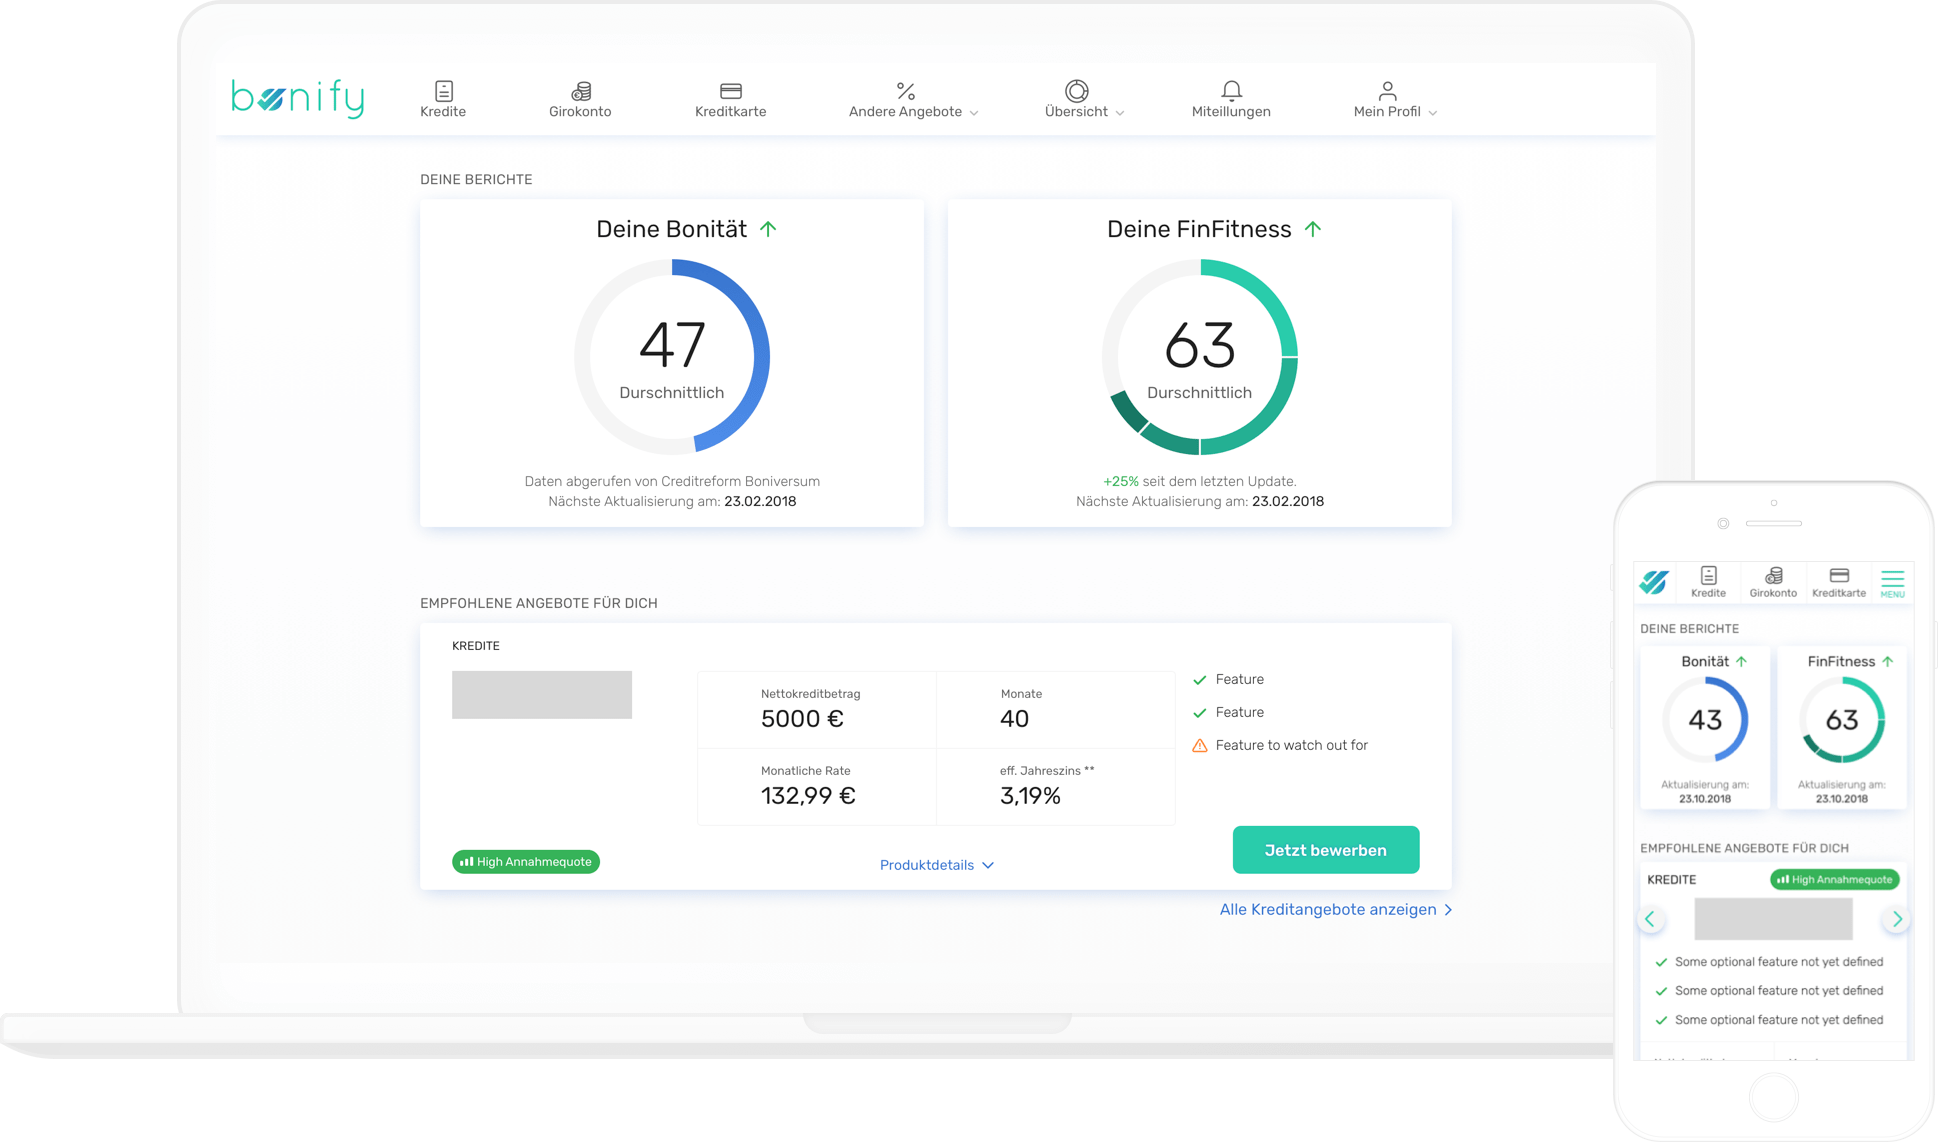 bonify
Kredite
Girokonto
Kreditkarte
Andere Angebote
Übersicht
Miteillungen
Mein Profil
DEINE BERICHTE
Deine Bonität
47
Durschnittlich
Daten abgerufen von Creditreform Boniversum
Nächste Aktualisierung am: 23.02.2018
Deine FinFitness
63
Durschnittlich
+25% seit dem letzten Update.
Nächste Aktualisierung am: 23.02.2018
EMPFOHLENE ANGEBOTE FÜR DICH
KREDITE
Nettokreditbetrag
5000 €
Monate
40
Monatliche Rate
132,99 €
eff. Jahreszins **
3,19%
Feature
Feature
Feature to watch out for
High Annahmequote
Produktdetails
Jetzt bewerben
Alle Kreditangebote anzeigen
Kredite
Girokonto
Kreditkarte
MENU
DEINE BERICHTE
Bonität
43
Aktualisierung am:
23.10.2018
FinFitness
63
Aktualisierung am:
23.10.2018
EMPFOHLENE ANGEBOTE FÜR DICH
KREDITE
High Annahmequote
Some optional feature not yet defined
Some optional feature not yet defined
Some optional feature not yet defined